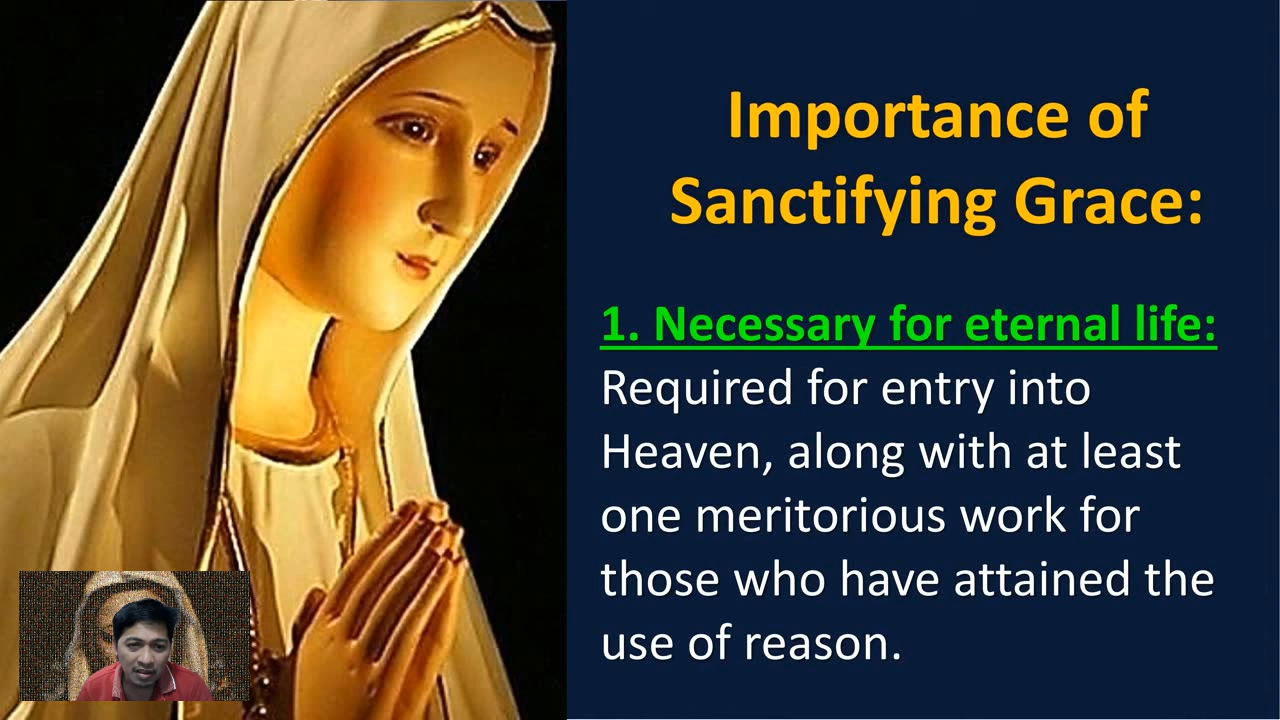 Importance of
Sanctifying Grace:
1. Necessary for eternal life:
Required for entry into
Heaven, along with at least
one meritorious work for
those who have attained the
use of reason.